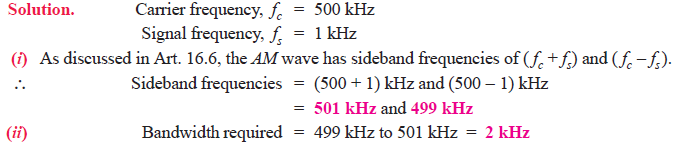 Solution. Carrier frequency, f_c = 500 kHz
Signal frequency, f_s = 1 kHz
(i) As discussed in Art. 16.6, the AM wave has sideband frequencies of (f_c + f_s) and (f_c – f_s).
∴ Sideband frequencies = (500 + 1) kHz and (500 – 1) kHz
= 501 kHz and 499 kHz
(ii) Bandwidth required = 499 kHz to 501 kHz = 2 kHz